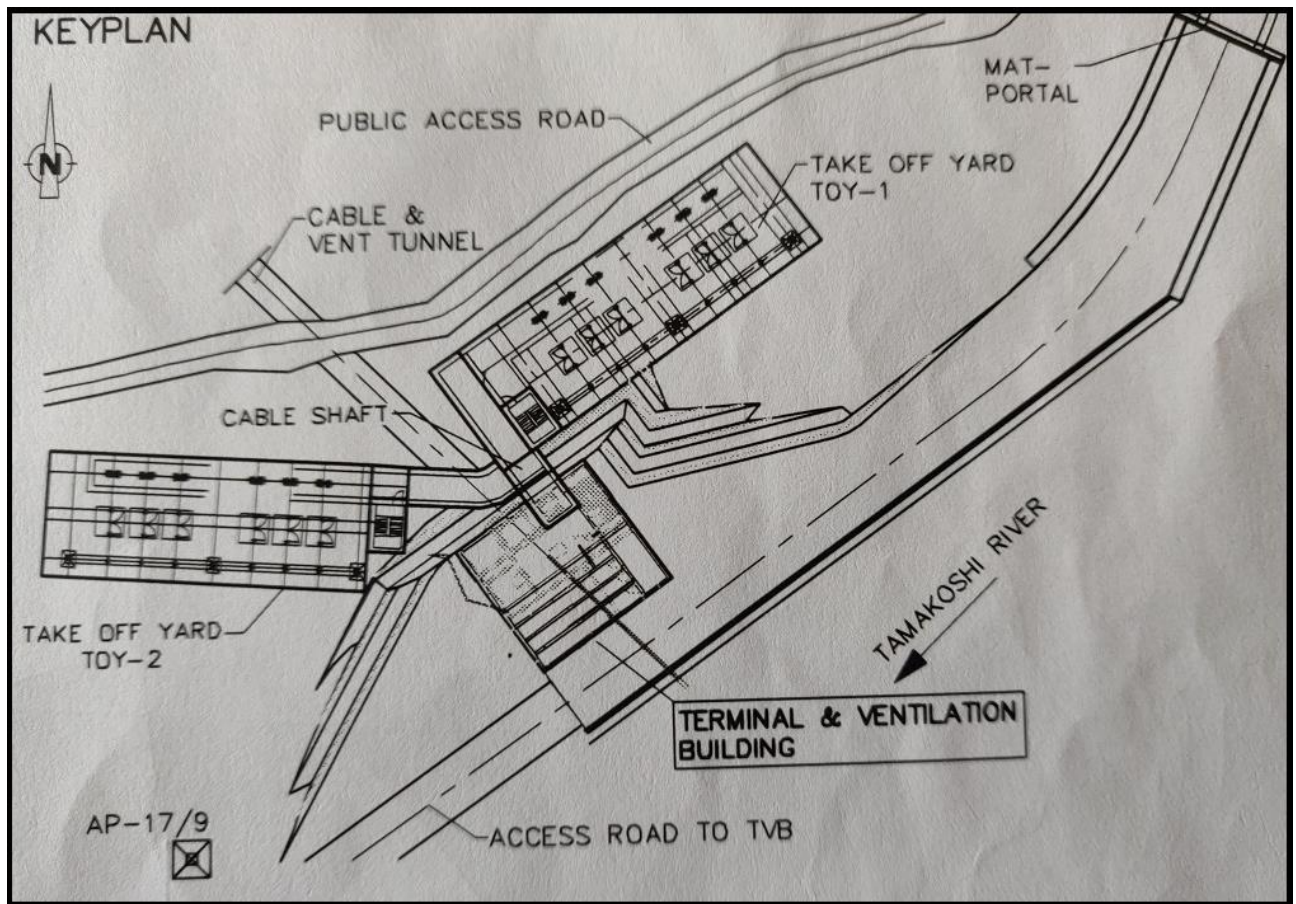 KEYPLAN
MAT-
PORTAL
PUBLIC ACCESS ROAD
N
TAKE OFF YARD
TOY-1
CABLE &
VENT TUNNEL
CABLE SHAFT
TAKE OFF YARD
TOY-2
TAMAKOSHI RIVER
TERMINAL & VENTILATION
BUILDING
AP-17/9
ACCESS ROAD TO TVB